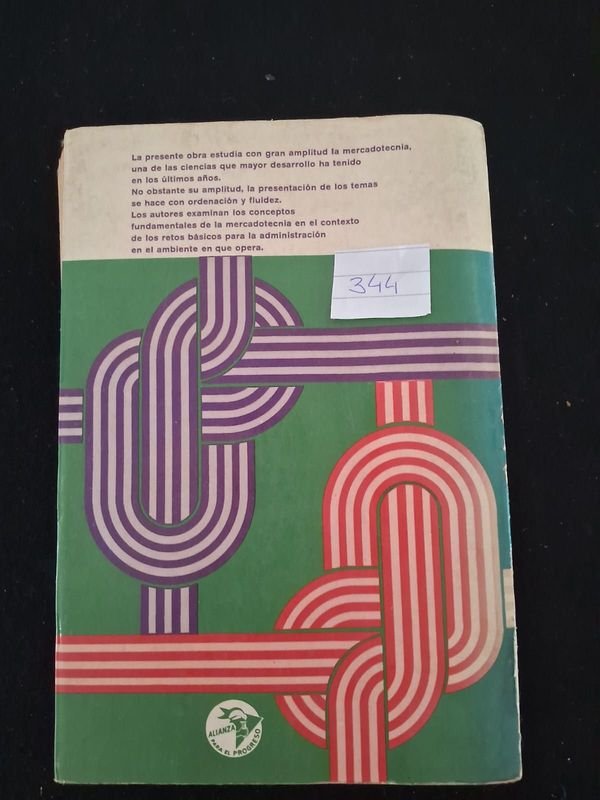 La presente obra estudia con gran amplitud la mercadotecnia,
una de las ciencias que mayor desarrollo ha tenido
en los últimos años.
No obstante su amplitud, la presentación de los temas
se hace con ordenación y fluidez.
Los autores examinan los conceptos
fundamentales de la mercadotecnia en el contexto
de los retos básicos para la administración
en el ambiente en que opera.
344
ALIANZA
PARA EL PROGRESO